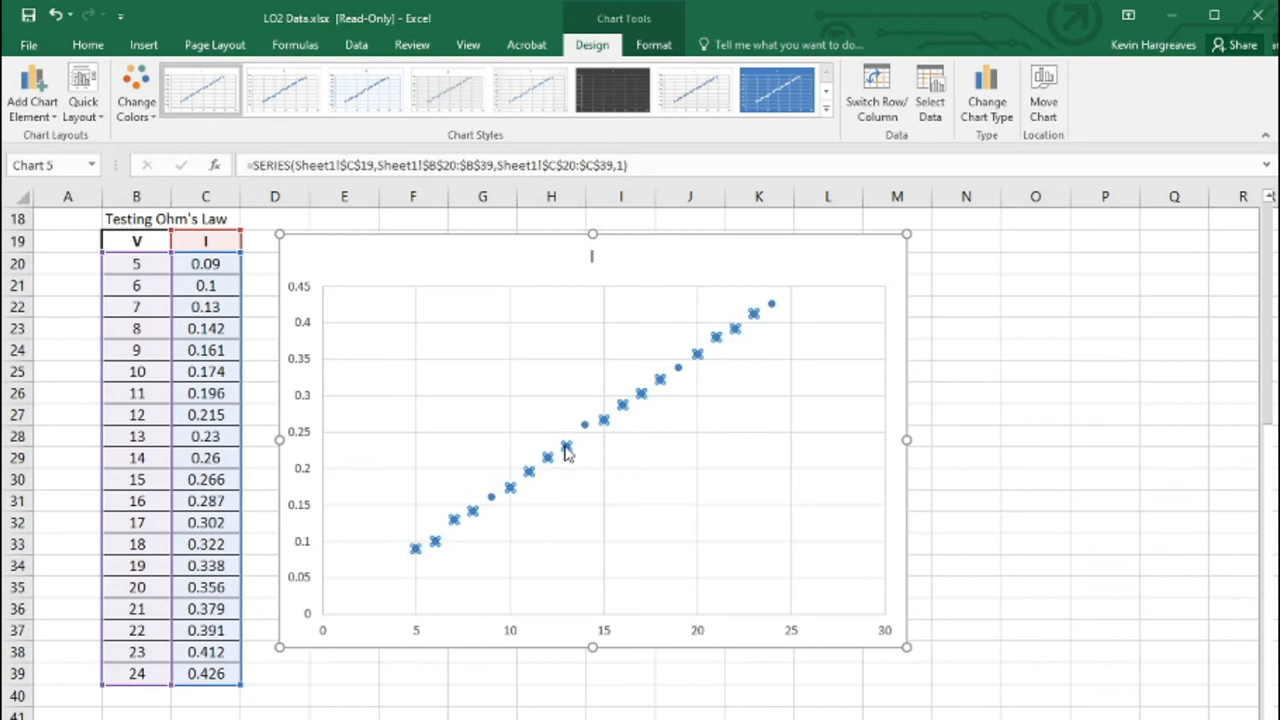 LO2 Data.xlsx [Read-Only] - Excel
Chart Tools
File Home Insert Page Layout Formulas Data Review View Acrobat Design Format Tell me what you want to do... Kevin Hargreaves Share
Add Chart Element
Quick Layout
Change Colors
Switch Row/ Column
Select Data
Change Chart Type
Move Chart
Chart Layouts Chart Styles Data Type Location
Chart 5 fx =SERIES(Sheet1!$C$19,Sheet1!$B$20:$B$39,Sheet1!$C$20:$C$39,1)
A B C D E F G H I J K L M N O P Q R
18 Testing Ohm's Law
19 V I
20 5 0.09
21 6 0.1
22 7 0.13
23 8 0.142
24 9 0.161
25 10 0.174
26 11 0.196
27 12 0.215
28 13 0.23
29 14 0.26
30 15 0.266
31 16 0.287
32 17 0.302
33 18 0.322
34 19 0.338
35 20 0.356
36 21 0.379
37 22 0.391
38 23 0.412
39 24 0.426
40
41
I
0.45
0.4
0.35
0.3
0.25
0.2
0.15
0.1
0.05
0
0 5 10 15 20 25 30